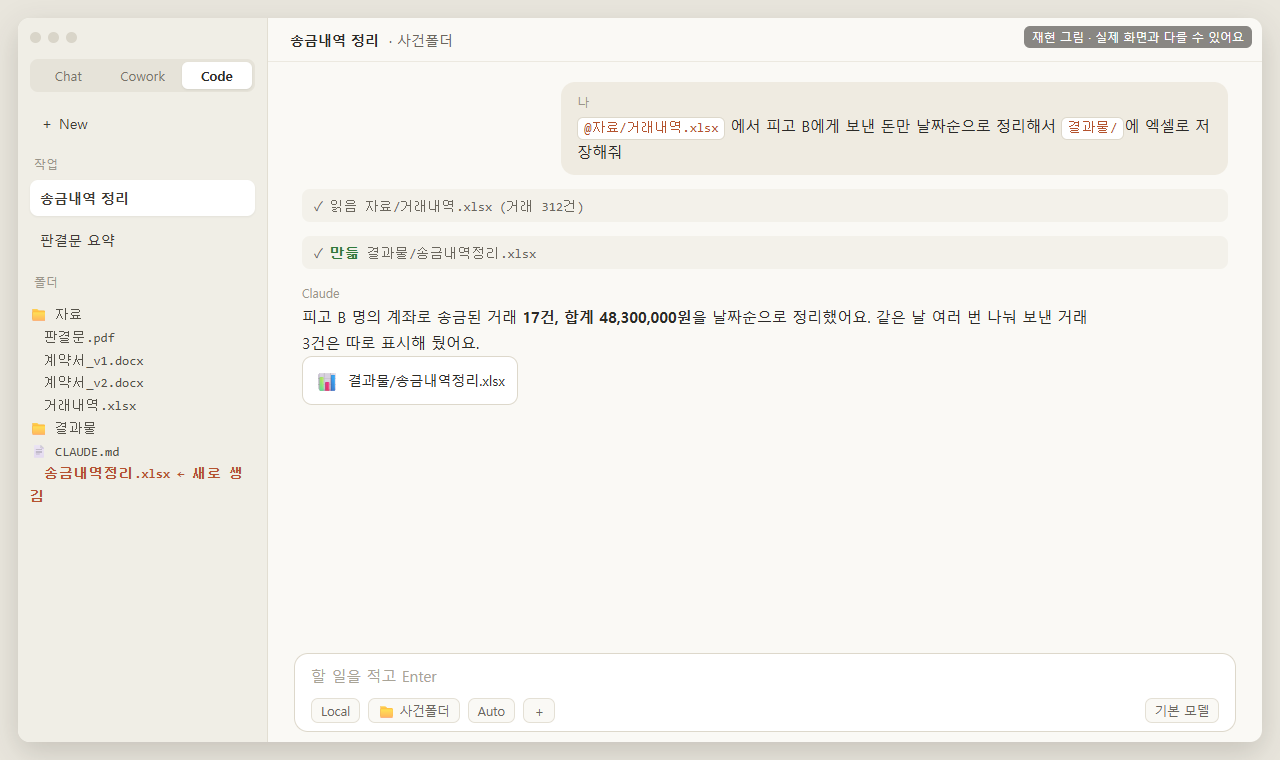 Chat Cowork Code
+ New
작업
송금내역 정리
판결문 요약
폴더
자료
판결문.pdf
계약서_v1.docx
계약서_v2.docx
거래내역.xlsx
결과물
CLAUDE.md
송금내역정리.xlsx ← 새로 생
김
송금내역 정리 · 사건폴더
재현 그림 · 실제 화면과 다를 수 있어요
나
@자료/거래내역.xlsx 에서 피고 B에게 보낸 돈만 날짜순으로 정리해서 결과물/에 엑셀로 저
장해줘
✓ 읽음 자료/거래내역.xlsx (거래 312건)
✓ 만듦 결과물/송금내역정리.xlsx
Claude
피고 B 명의 계좌로 송금된 거래 17건, 합계 48,300,000원을 날짜순으로 정리했어요. 같은 날 여러 번 나눠 보낸 거래
3건은 따로 표시해 뒀어요.
결과물/송금내역정리.xlsx
할 일을 적고 Enter
Local 사건폴더 Auto + 기본 모델